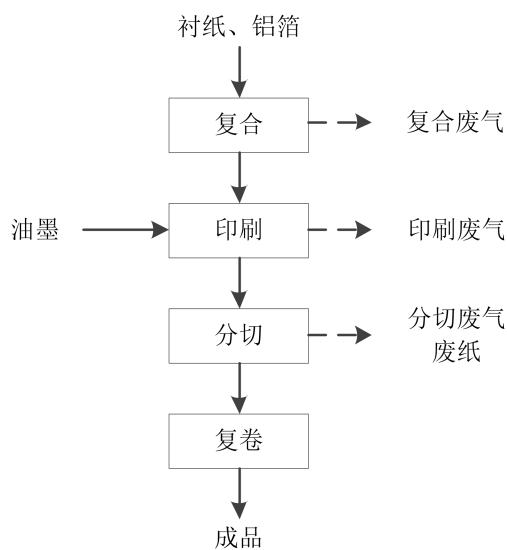 衬纸、铝箔
复合
复合废气
油墨
印刷
印刷废气
分切
分切废气
废纸
复卷
成品